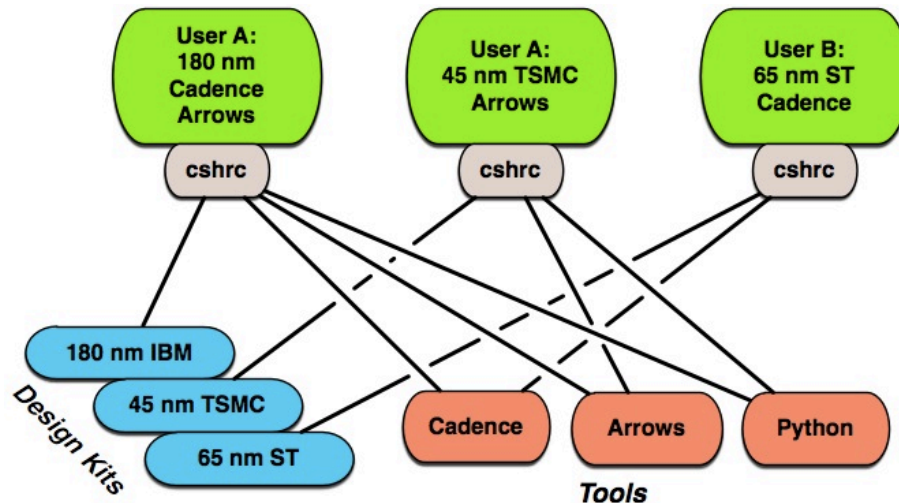 User A:
180 nm
Cadence
Arrows
User A:
45 nm TSMC
Arrows
User B:
65 nm ST
Cadence
cshrc
cshrc
cshrc
180 nm IBM
45 nm TSMC
65 nm ST
Design Kits
Cadence
Arrows
Python
Tools